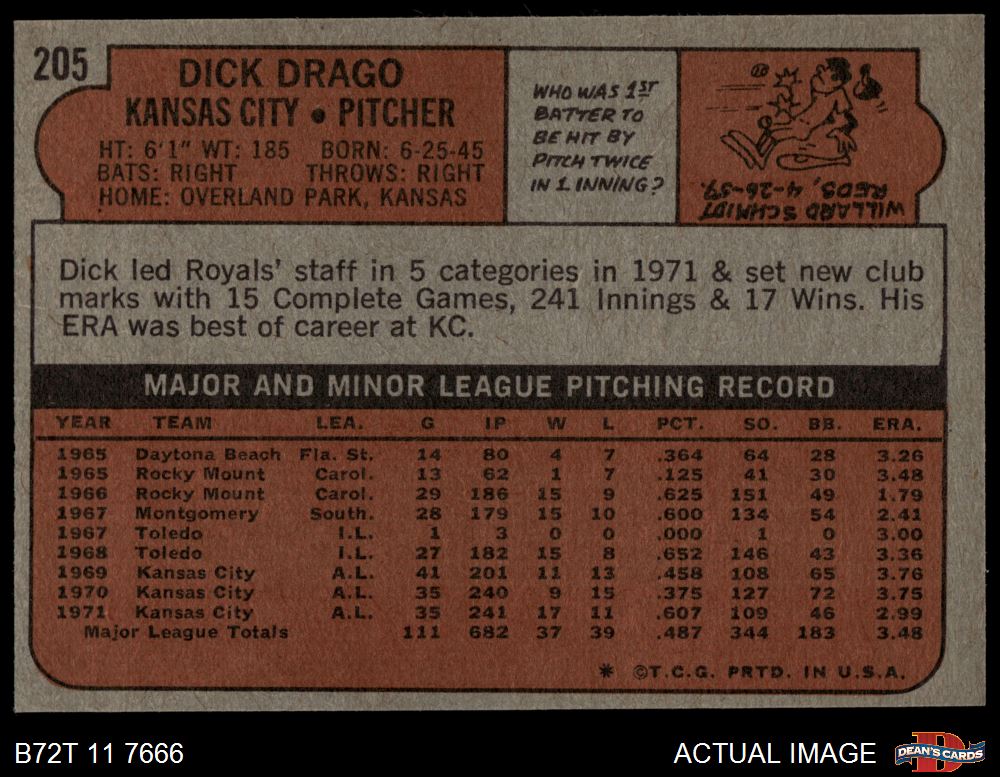 205
DICK DRAGO
KANSAS CITY • PITCHER
HT: 6'1" WT: 185 BORN: 6-25-45
BATS: RIGHT THROWS: RIGHT
HOME: OVERLAND PARK, KANSAS
WHO WAS 1ST
BATTER TO
BE HIT BY
PITCH TWICE
IN 1 INNING?
WILLARD SCHMIDT
REDS, 4-26-59.
Dick led Royals' staff in 5 categories in 1971 & set new club
marks with 15 Complete Games, 241 Innings & 17 Wins. His
ERA was best of career at KC.
MAJOR AND MINOR LEAGUE PITCHING RECORD
YEAR TEAM LEA. G IP W L PCT. SO. BB. ERA.
1965 Daytona Beach Fla. St. 14 80 4 7 .364 64 28 3.26
1965 Rocky Mount Carol. 13 62 1 7 .125 41 30 3.48
1966 Rocky Mount Carol. 29 186 15 9 .625 151 49 1.79
1967 Montgomery South. 28 179 15 10 .600 134 54 2.41
1967 Toledo I.L. 1 3 0 0 .000 1 0 3.00
1968 Toledo I.L. 27 182 15 8 .652 146 43 3.36
1969 Kansas City A.L. 41 201 11 13 .458 108 65 3.76
1970 Kansas City A.L. 35 240 9 15 .375 127 72 3.75
1971 Kansas City A.L. 35 241 17 11 .607 109 46 2.99
Major League Totals 111 682 37 39 .487 344 183 3.48
* ©T.C.G. PRTD. IN U.S.A.
B72T 11 7666
ACTUAL IMAGE
DEAN'S CARDS